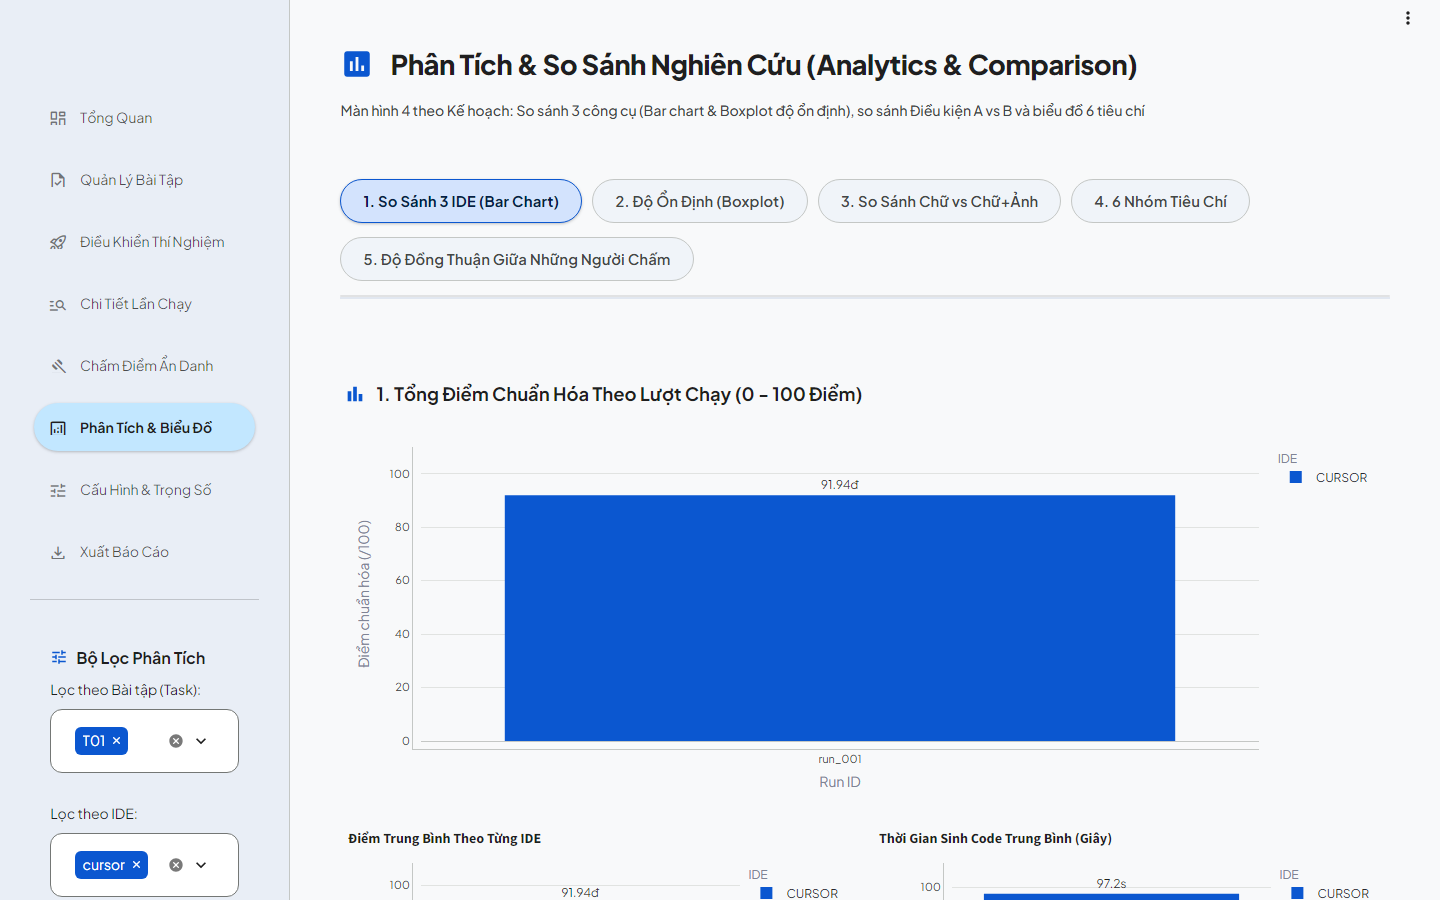 Tổng Quan
Quản Lý Bài Tập
Điều Khiển Thí Nghiệm
Chi Tiết Lần Chạy
Chấm Điểm Ẩn Danh
Phân Tích & Biểu Đồ
Cấu Hình & Trọng Số
Xuất Báo Cáo
Bộ Lọc Phân Tích
Lọc theo Bài tập (Task):
T01
Lọc theo IDE:
cursor
Phân Tích & So Sánh Nghiên Cứu (Analytics & Comparison)
Màn hình 4 theo Kế hoạch: So sánh 3 công cụ (Bar chart & Boxplot độ ổn định), so sánh Điều kiện A vs B và biểu đồ 6 tiêu chí
1. So Sánh 3 IDE (Bar Chart)
2. Độ Ổn Định (Boxplot)
3. So Sánh Chữ vs Chữ+Ảnh
4. 6 Nhóm Tiêu Chí
5. Độ Đồng Thuận Giữa Những Người Chấm
1. Tổng Điểm Chuẩn Hóa Theo Lượt Chạy (0 - 100 Điểm)
IDE
CURSOR
Điểm chuẩn hóa (/100)
100
80
60
40
20
0
91.94đ
run_001
Run ID
Điểm Trung Bình Theo Từng IDE
100
91.94đ
IDE
CURSOR
Thời Gian Sinh Code Trung Bình (Giây)
100
97.2s
IDE
CURSOR